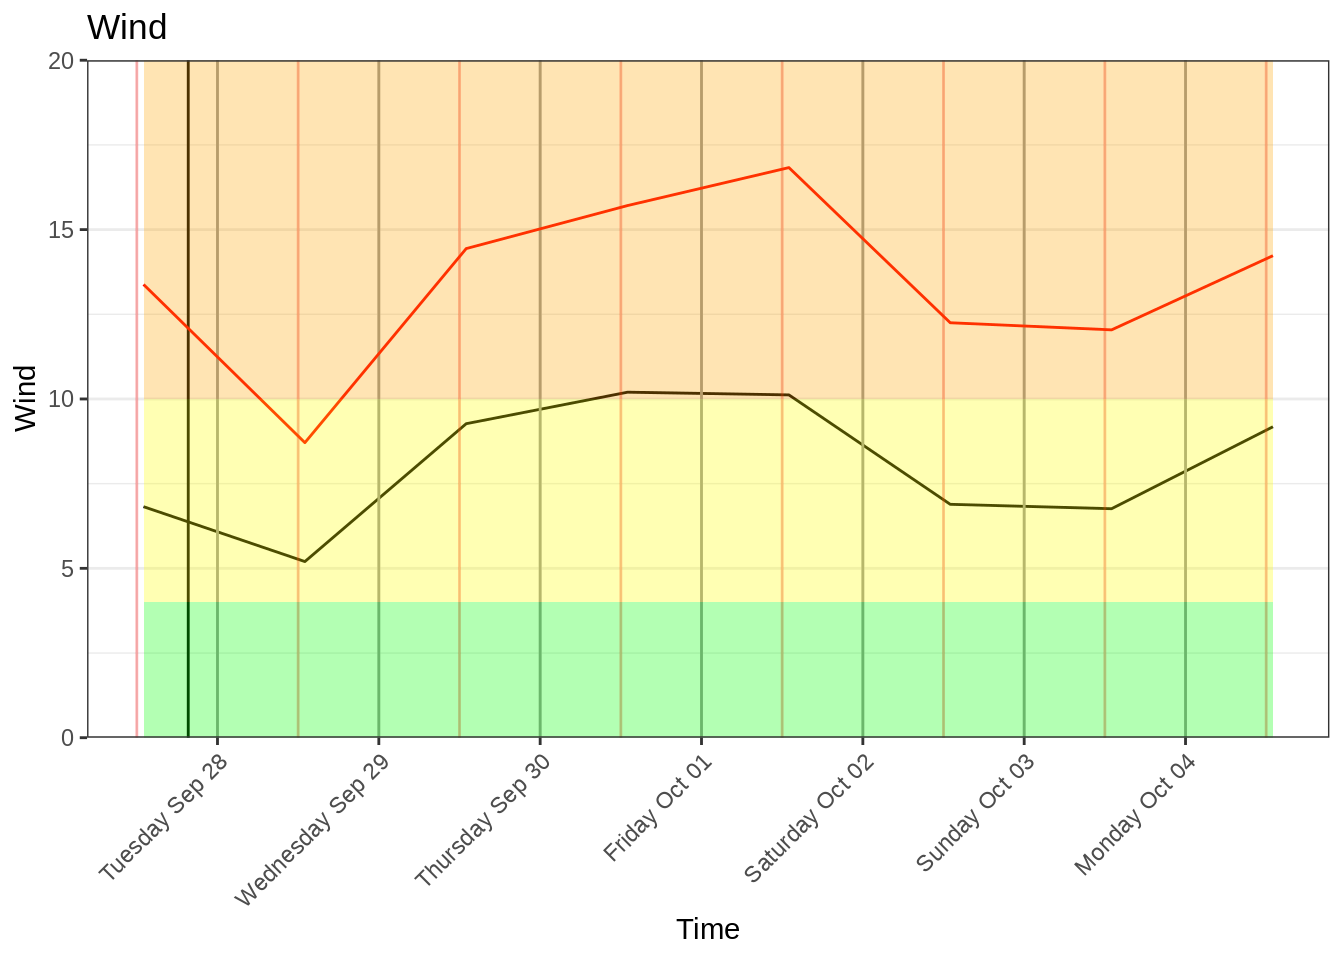 Wind
20
15
10
5
0
Wind
Tuesday Sep 28
Wednesday Sep 29
Thursday Sep 30
Friday Oct 01
Saturday Oct 02
Sunday Oct 03
Monday Oct 04
Time